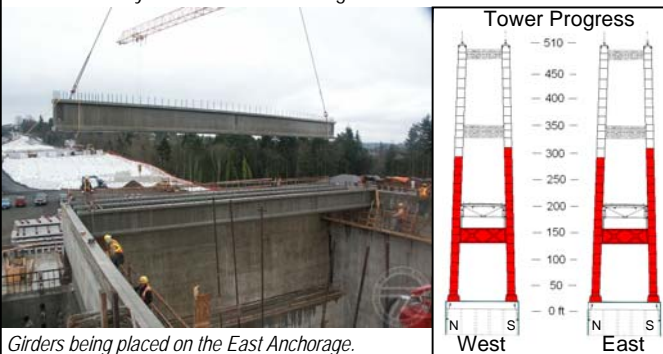 Tower Progress
510
450
400
350
300
250
200
150
100
50
0 ft
N S N S
West East
Girders being placed on the East Anchorage.